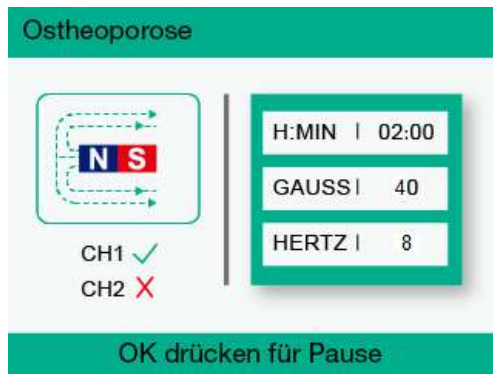 Ostheoporose
N S
CH1
CH2
H:MIN | 02:00
GAUSS | 40
HERTZ | 8
OK drücken für Pause